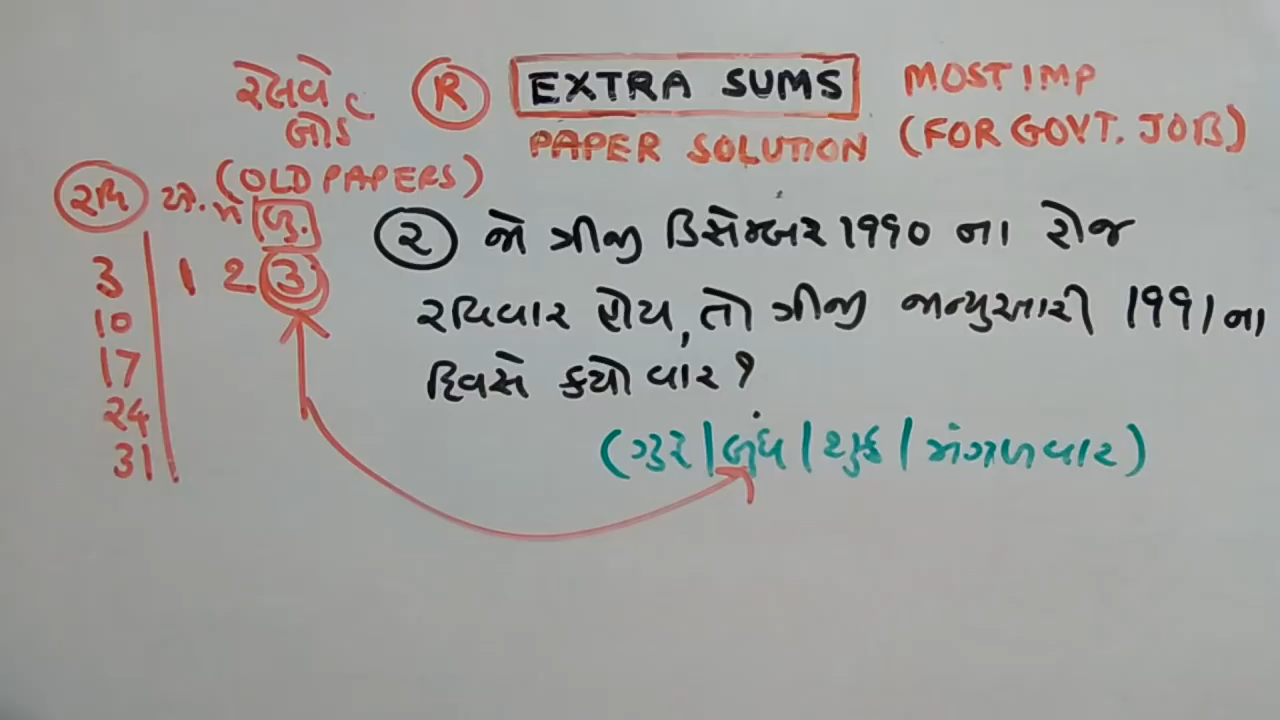 રેલવે બોર્ડ (OLD PAPERS)
R EXTRA SUMS MOST IMP
PAPER SOLUTION (FOR GOVT. JOB)
રવિ સો. મં બુ.
3 1 2 3
10
17
24
31
૨ જો ત્રીજી ડિસેમ્બર 1990 ના રોજ
રવિવાર હોય, તો ત્રીજી જાન્યુઆરી 1991 ના
દિવસે કયો વાર ?
(ગુરૂ / બુધ / શુક્ર / મંગળવાર)